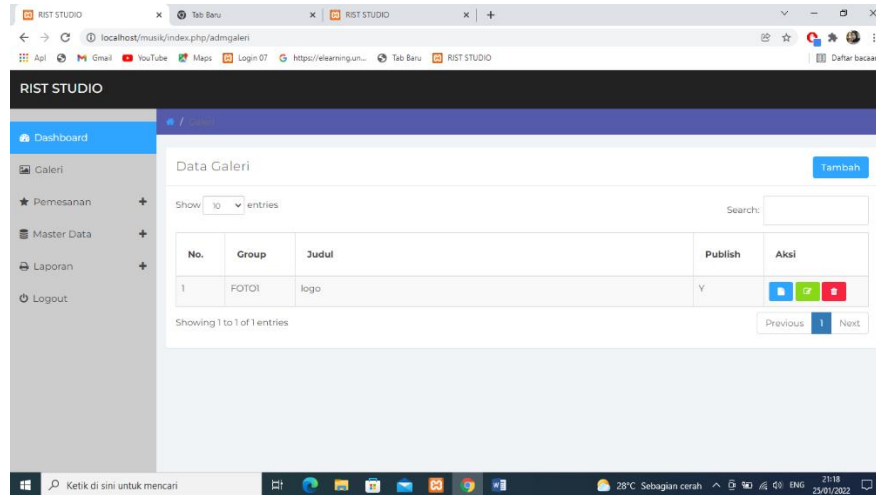 RIST STUDIO
Tab Baru
RIST STUDIO
localhost/musik/index.php/admgaleri
Apl
Gmail
YouTube
Maps
Login 07
https://elearning.un...
Tab Baru
RIST STUDIO
Daftar bacaan
RIST STUDIO
/ Galeri
Dashboard
Galeri
Pemesanan
Master Data
Laporan
Logout
Data Galeri
Tambah
Show 10 entries
Search:
No. Group Judul Publish Aksi
1 FOTO1 logo Y
Showing 1 to 1 of 1 entries
Previous 1 Next
Ketik di sini untuk mencari
28°C Sebagian cerah
ENG
21:18
25/01/2022